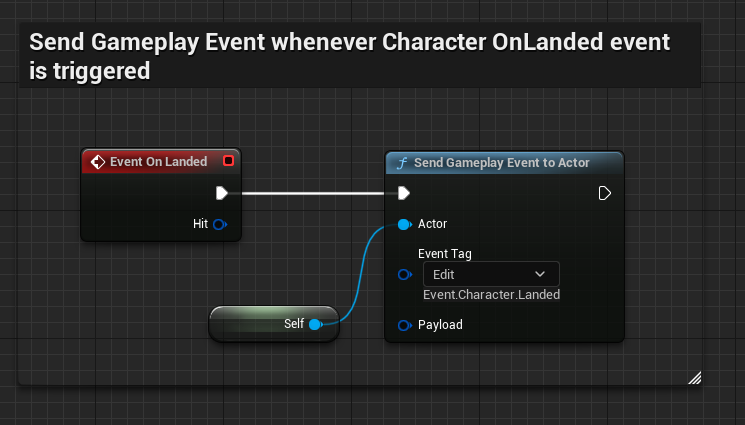 Send Gameplay Event whenever Character OnLanded event
is triggered
Event On Landed
Send Gameplay Event to Actor
Hit
Actor
Event Tag
Edit
Event.Character.Landed
Self
Payload